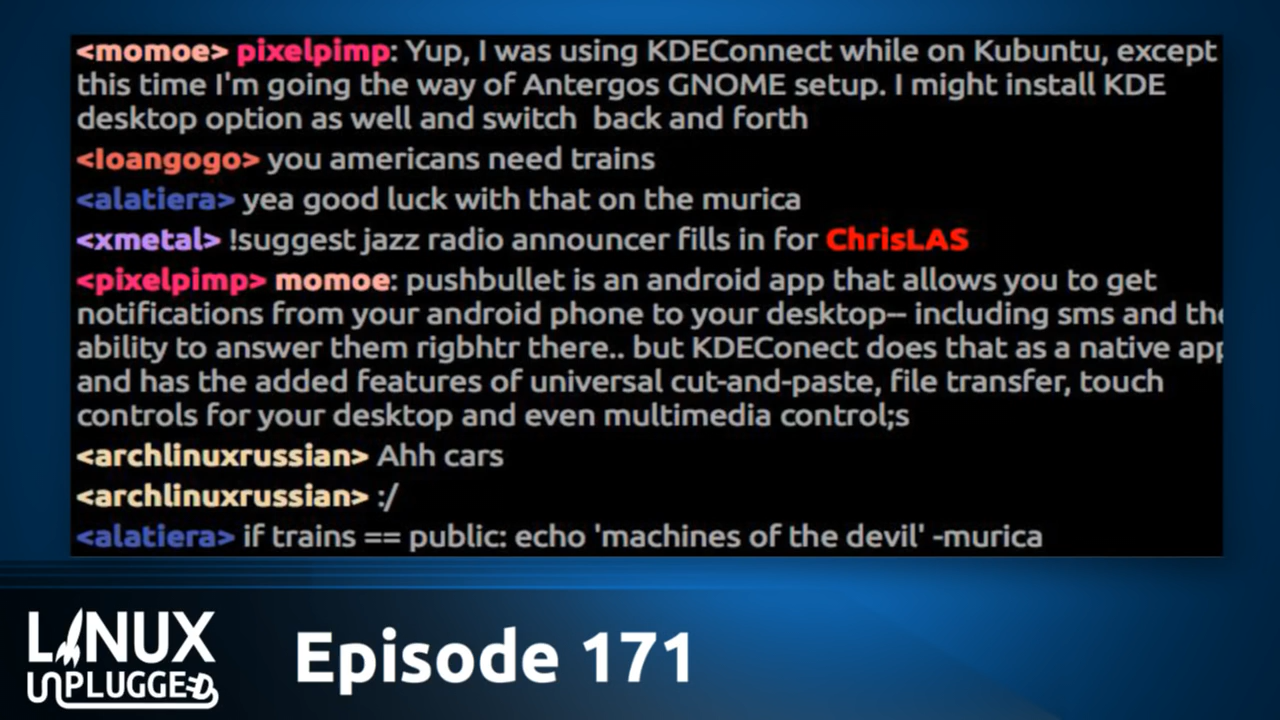 <momoe> pixelpimp: Yup, I was using KDEConnect while on Kubuntu, except
this time I'm going the way of Antergos GNOME setup. I might install KDE
desktop option as well and switch  back and forth
<Ioangogo> you americans need trains
<alatiera> yea good luck with that on the murica
<xmetal> !suggest jazz radio announcer fills in for ChrisLAS
<pixelpimp> momoe: pushbullet is an android app that allows you to get
notifications from your android phone to your desktop-- including sms and the
ability to answer them rigbhtr there.. but KDEConect does that as a native app
and has the added features of universal cut-and-paste, file transfer, touch
controls for your desktop and even multimedia control;s
<archlinuxrussian> Ahh cars
<archlinuxrussian> :/
<alatiera> if trains == public: echo 'machines of the devil' -murica
LINUX
UNPLUGGED
Episode 171